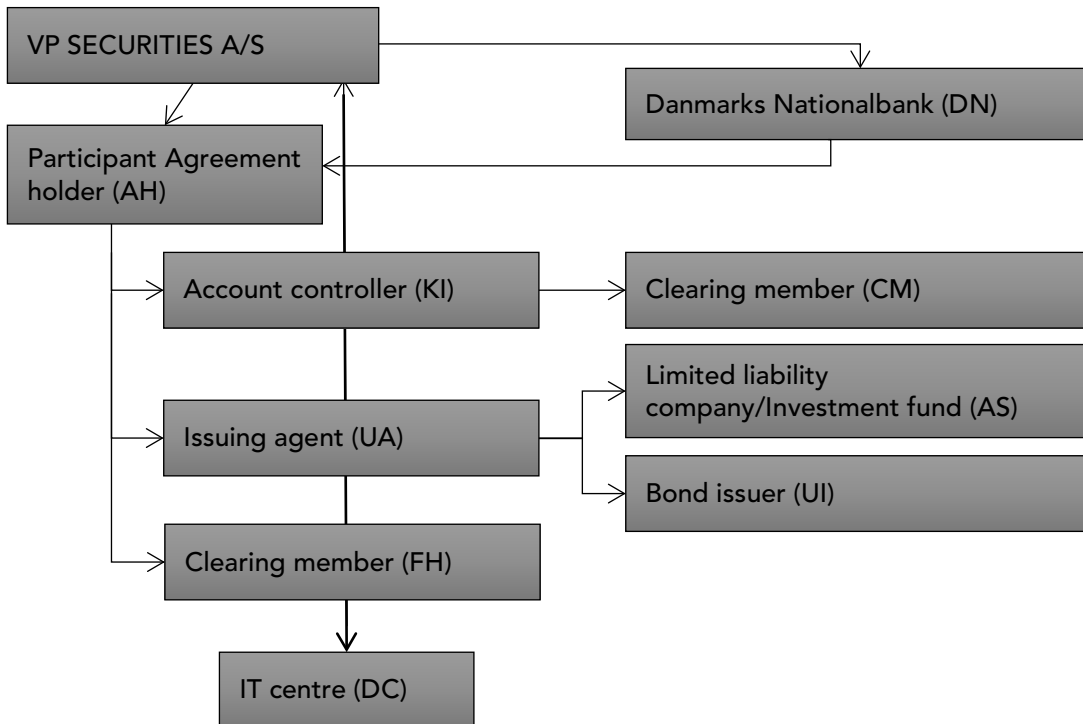 VP SECURITIES A/S
Danmarks Nationalbank (DN)
Participant Agreement
holder (AH)
Account controller (KI)
Clearing member (CM)
Limited liability
company/Investment fund (AS)
Issuing agent (UA)
Bond issuer (UI)
Clearing member (FH)
IT centre (DC)